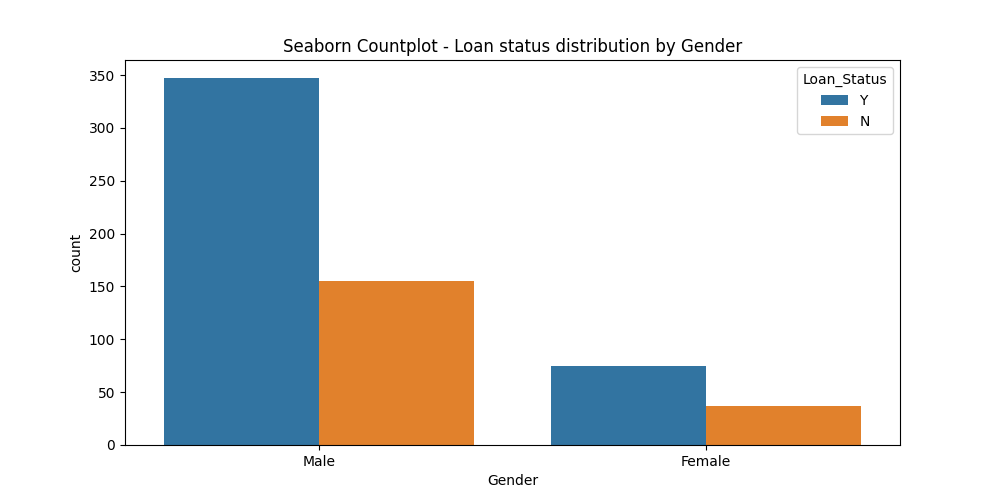 Seaborn Countplot - Loan status distribution by Gender
Loan_Status
Y
N
350
300
250
200
150
100
50
0
count
Male
Female
Gender